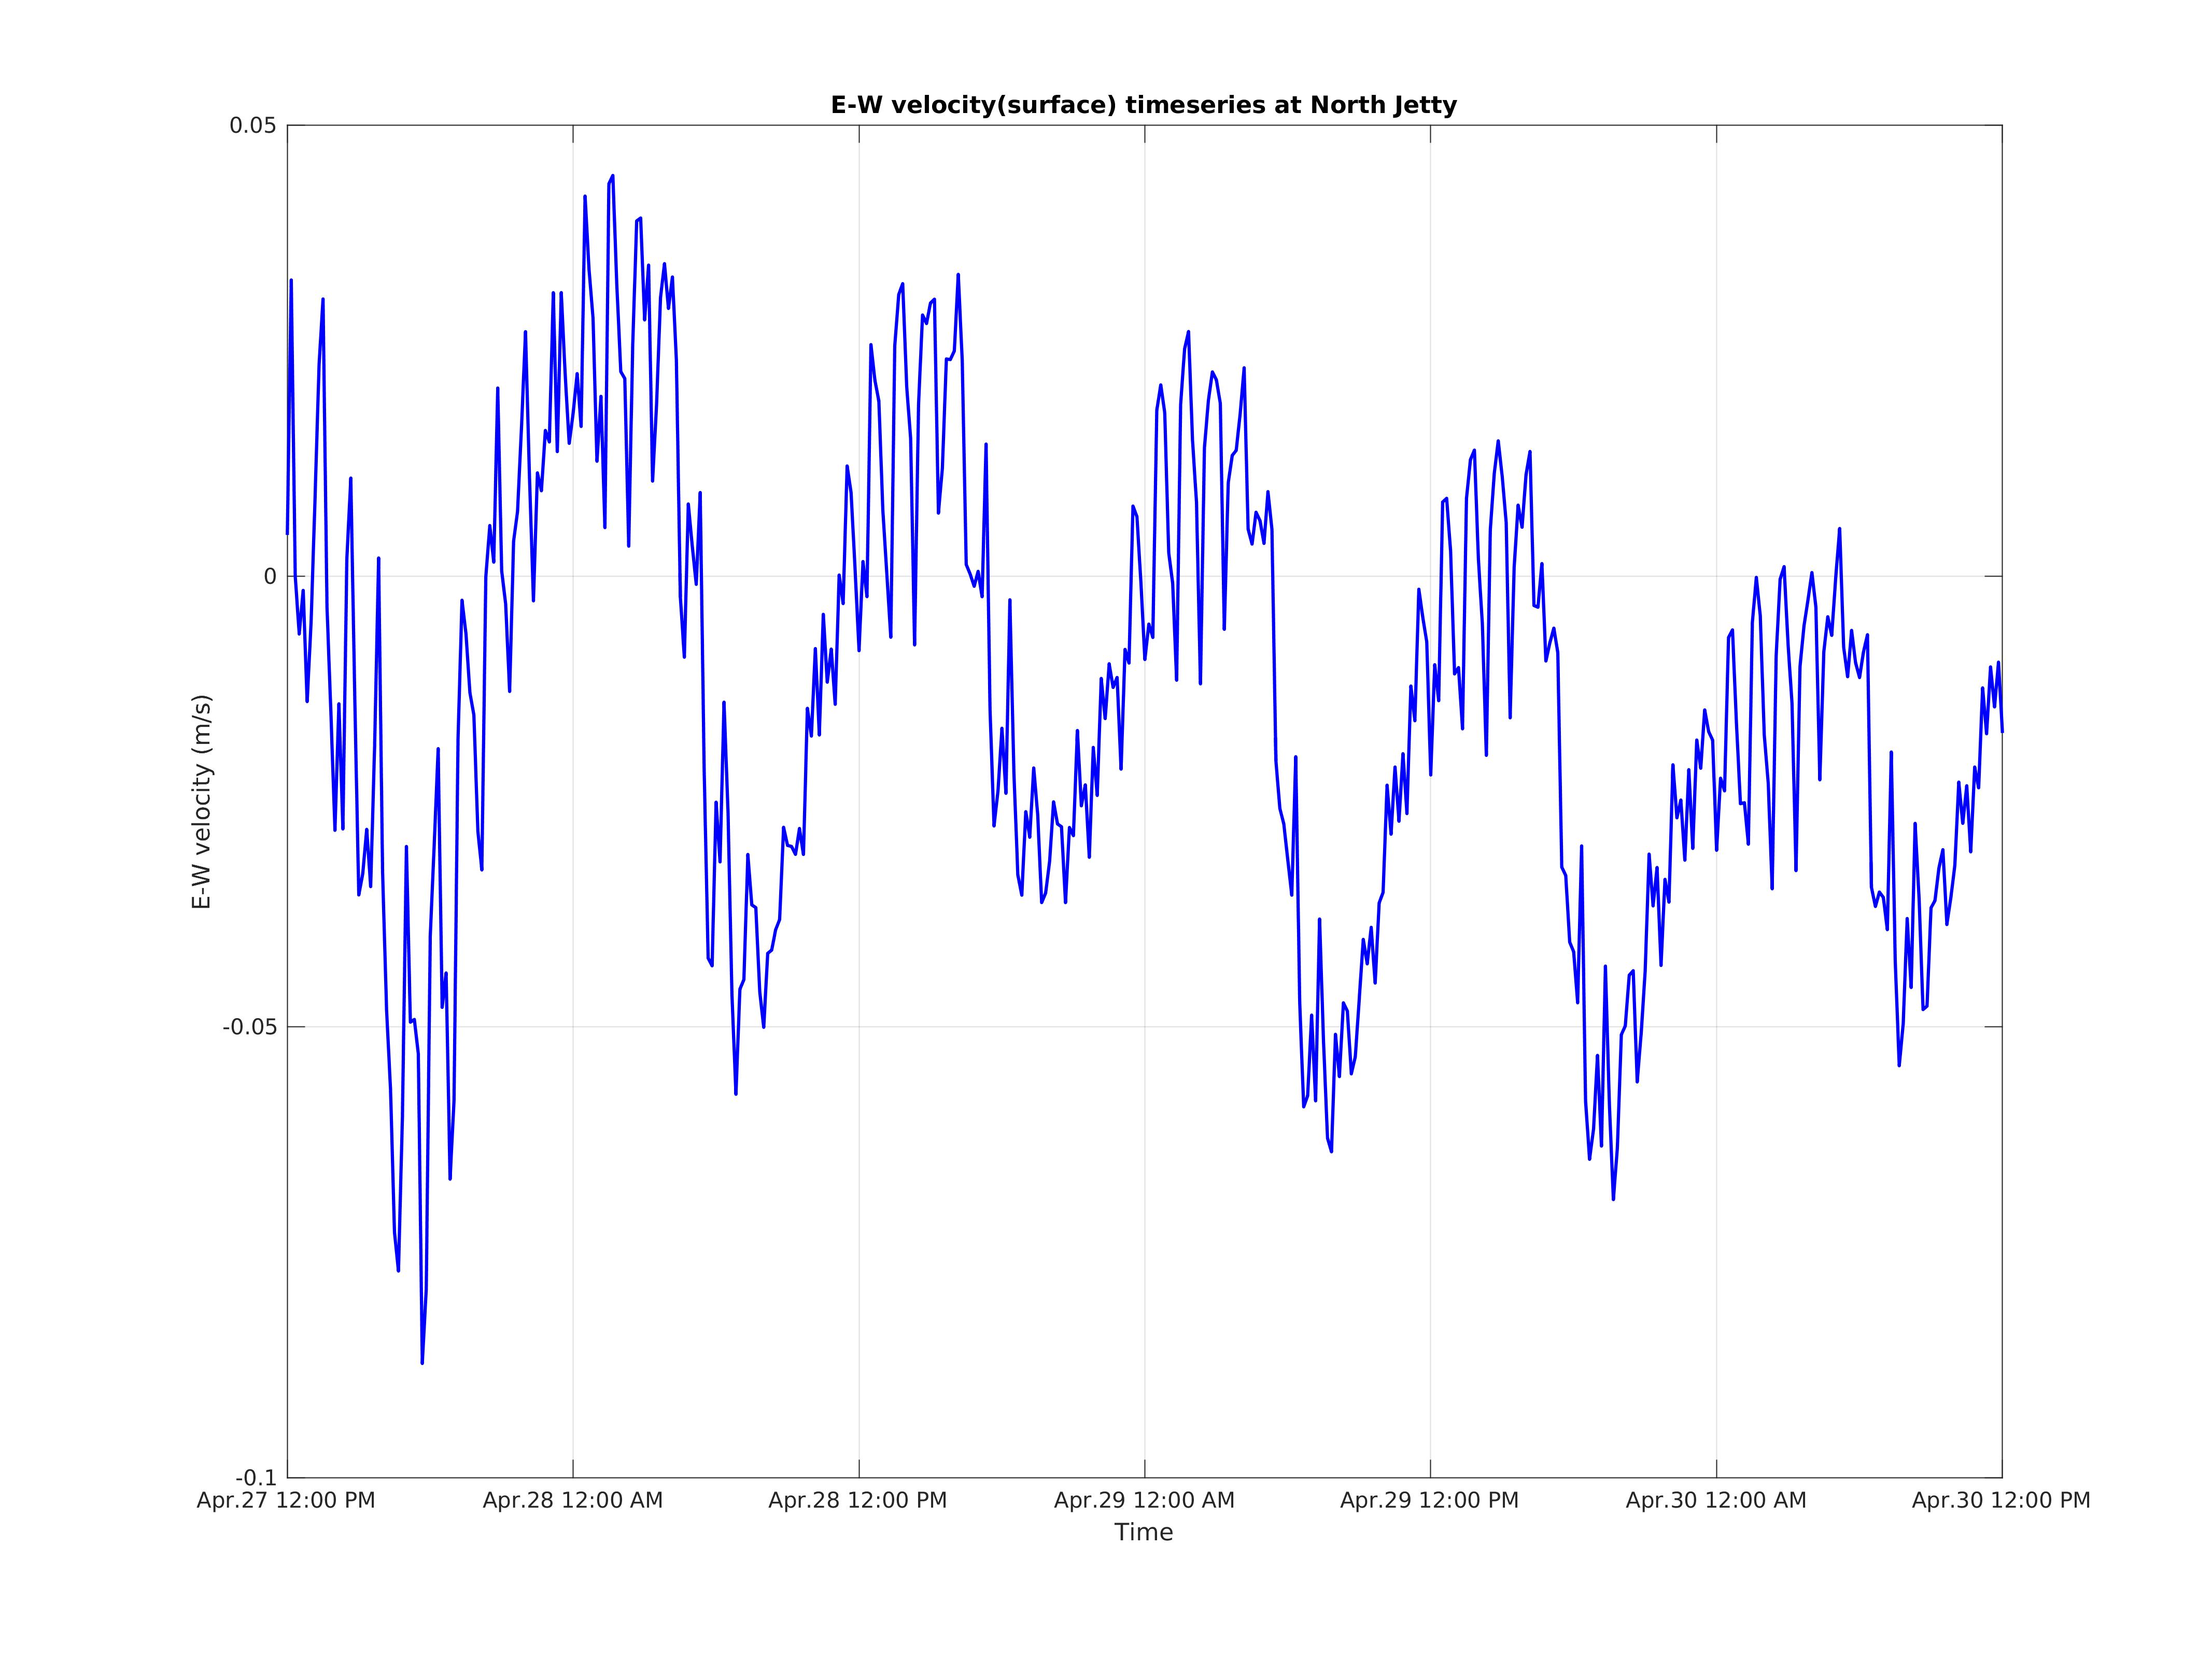 E-W velocity(surface) timeseries at North Jetty
0.05
0
-0.05
-0.1
E-W velocity (m/s)
Apr.27 12:00 PM
Apr.28 12:00 AM
Apr.28 12:00 PM
Apr.29 12:00 AM
Apr.29 12:00 PM
Apr.30 12:00 AM
Apr.30 12:00 PM
Time